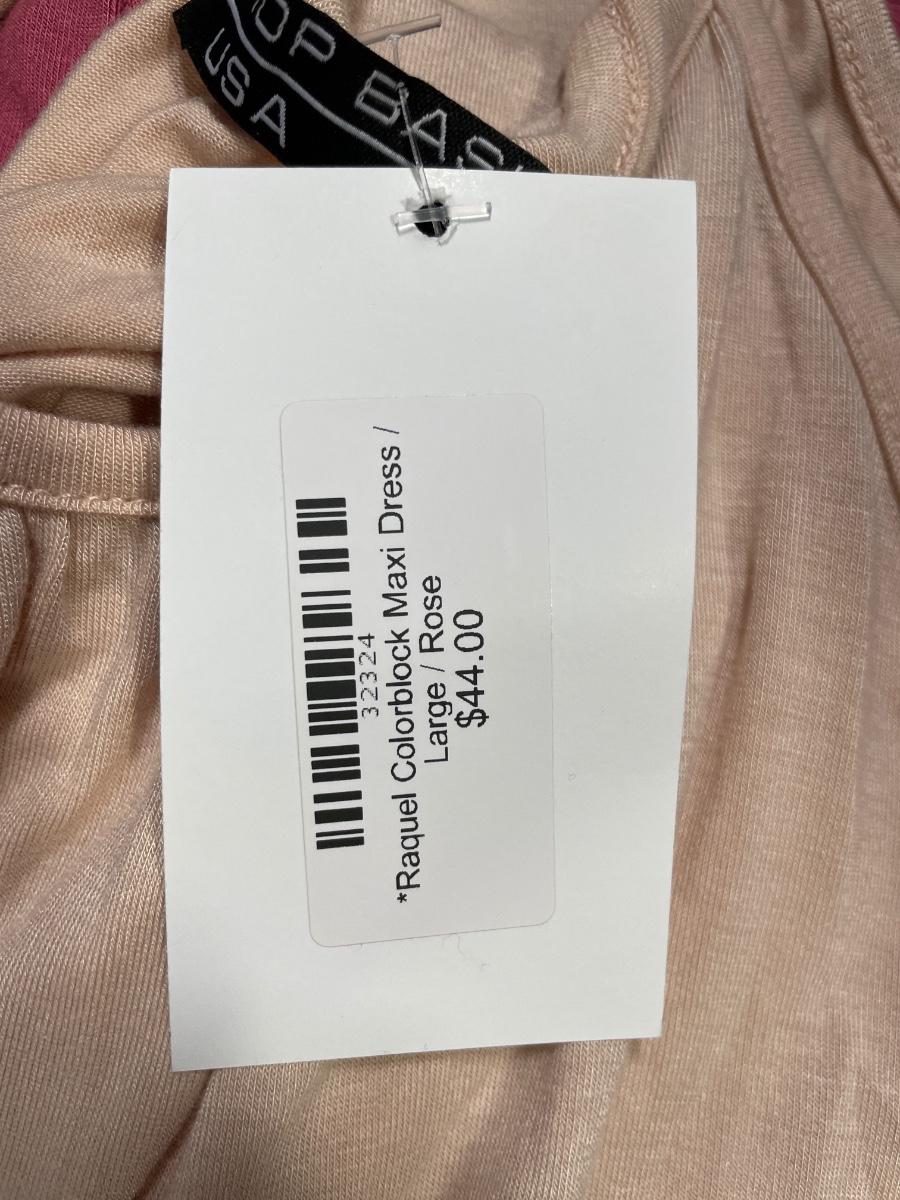 USA
32324
*Raquel Colorblock Maxi Dress /
Large / Rose
$44.00